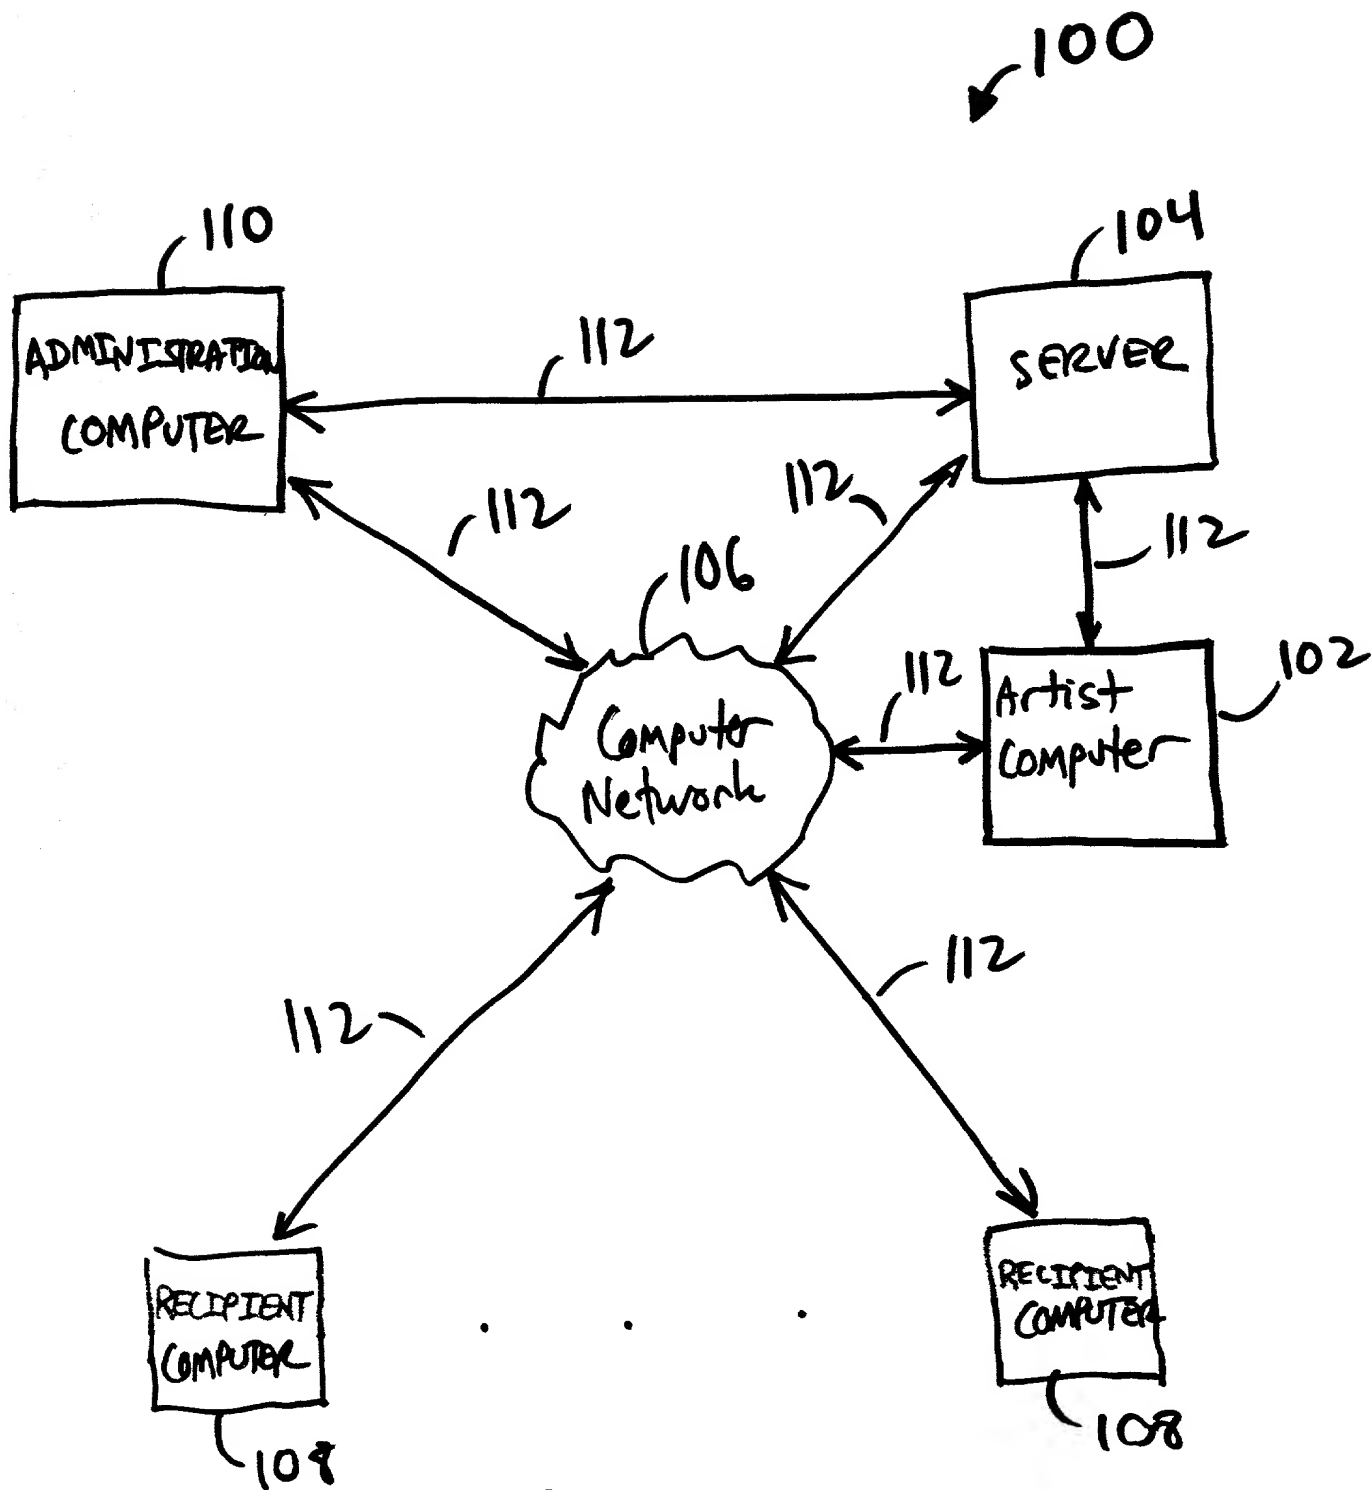 100
110
104
ADMINISTRATION
COMPUTER
112
SERVER
112
112
112
106
102
112
Artist
Computer
Computer
Network
112
112
RECIPIENT
COMPUTER
RECIPIENT
COMPUTER
108
108